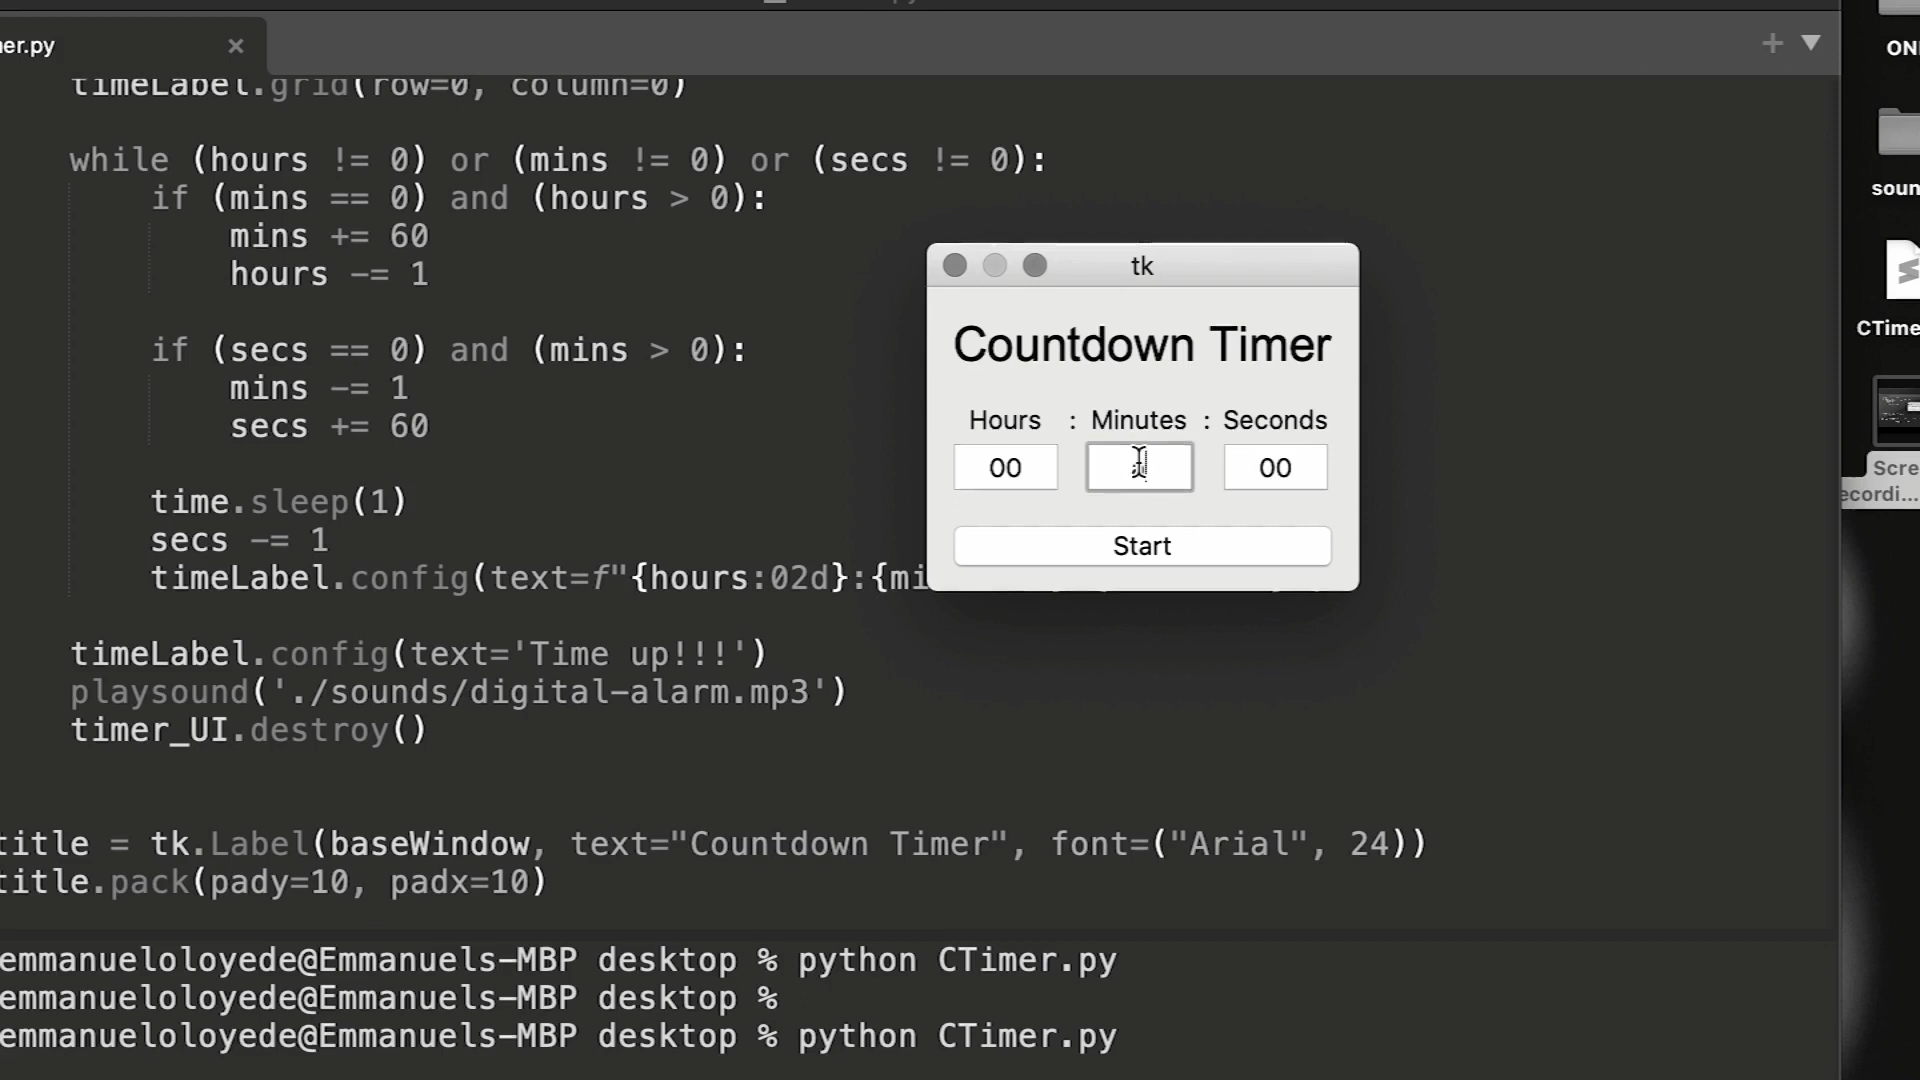 er.py
timeLabel.grid(row=0, column=0)
while (hours != 0) or (mins != 0) or (secs != 0):
if (mins == 0) and (hours > 0):
mins += 60
hours -= 1
if (secs == 0) and (mins > 0):
mins -= 1
secs += 60
time.sleep(1)
secs -= 1
timeLabel.config(text=f"{hours:02d}:{mi
timeLabel.config(text='Time up!!!')
playsound('./sounds/digital-alarm.mp3')
timer_UI.destroy()
title = tk.Label(baseWindow, text="Countdown Timer", font=("Arial", 24))
title.pack(pady=10, padx=10)
emmanueloloyede@Emmanuels-MBP desktop % python CTimer.py
emmanueloloyede@Emmanuels-MBP desktop %
emmanueloloyede@Emmanuels-MBP desktop % python CTimer.py
tk
Countdown Timer
Hours : Minutes : Seconds
00 00
Start
ON
soun
CTime
Scre
ecordi...